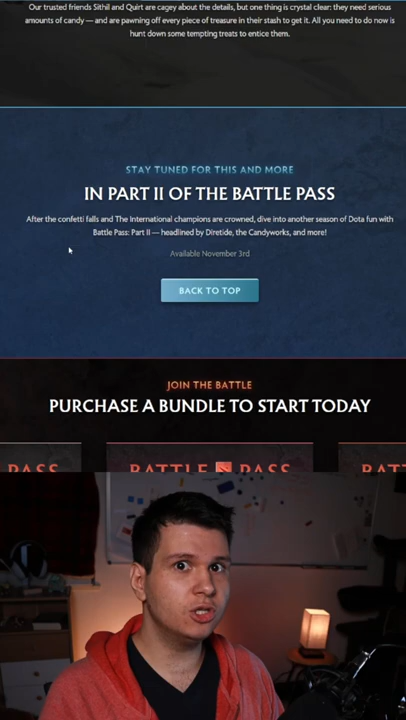 Our trusted friends Sithil and Quirt are cagey about the details, but one thing is crystal clear: they need serious
amounts of candy — and are pawning off every piece of treasure in their stash to get it. All you need to do now is
hunt down some tempting treats to entice them.
STAY TUNED FOR THIS AND MORE
IN PART II OF THE BATTLE PASS
After the confetti falls and The International champions are crowned, dive into another season of Dota fun with
Battle Pass: Part II — headlined by Diretide, the Candyworks, and more!
Available November 3rd
BACK TO TOP
JOIN THE BATTLE
PURCHASE A BUNDLE TO START TODAY
PASS BATTLE PASS BATT